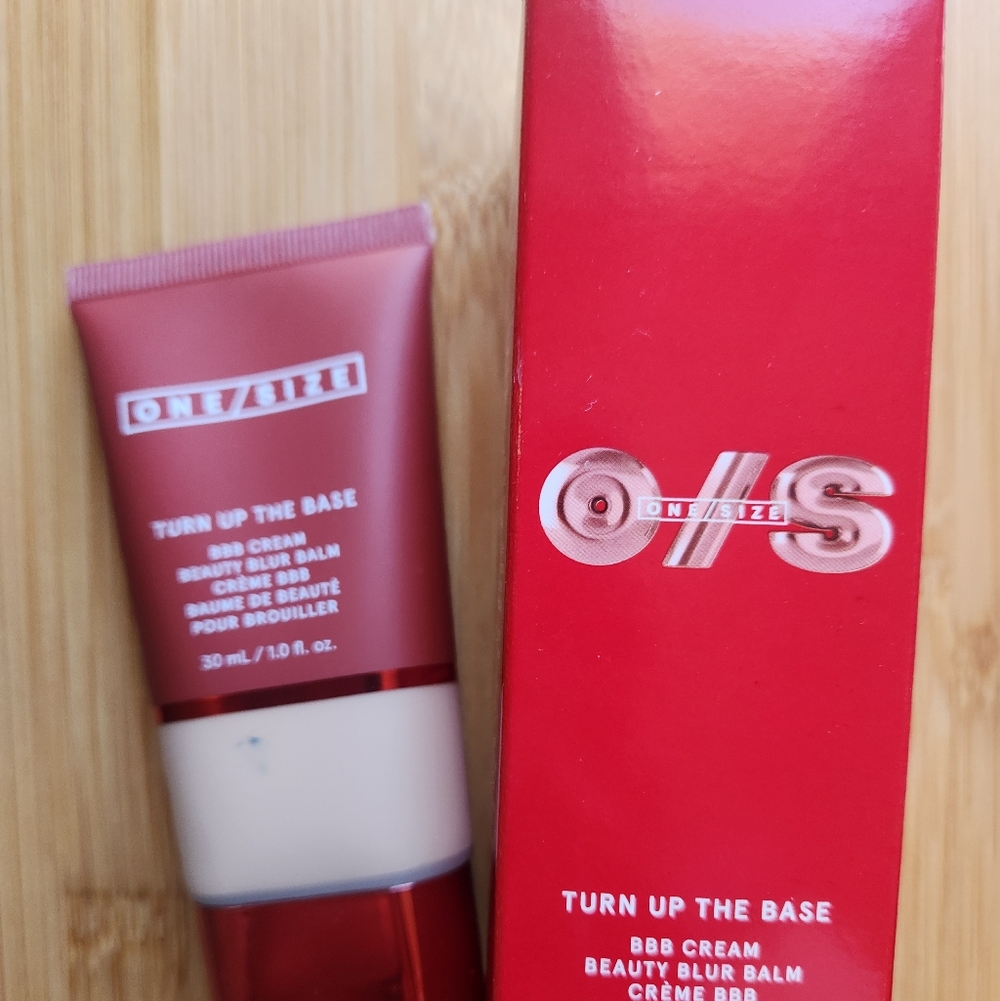 ONE/SIZE
TURN UP THE BASE
BBB CREAM
BEAUTY BLUR BALM
CRÈME BBB
BAUME DE BEAUTÉ
POUR BROUILLER
30 mL / 1.0 fl. oz.
O/S
ONE/SIZE
TURN UP THE BASE
BBB CREAM
BEAUTY BLUR BALM
CRÈME BBB